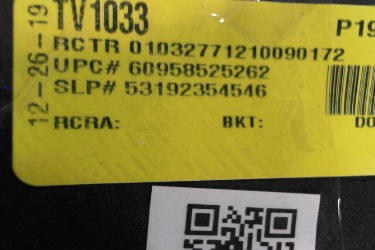 12-26-19
TV1033
P19
RCTR 01032771210090172
UPC# 60958525262
SLP# 53192354546
RCRA: BKT: DO